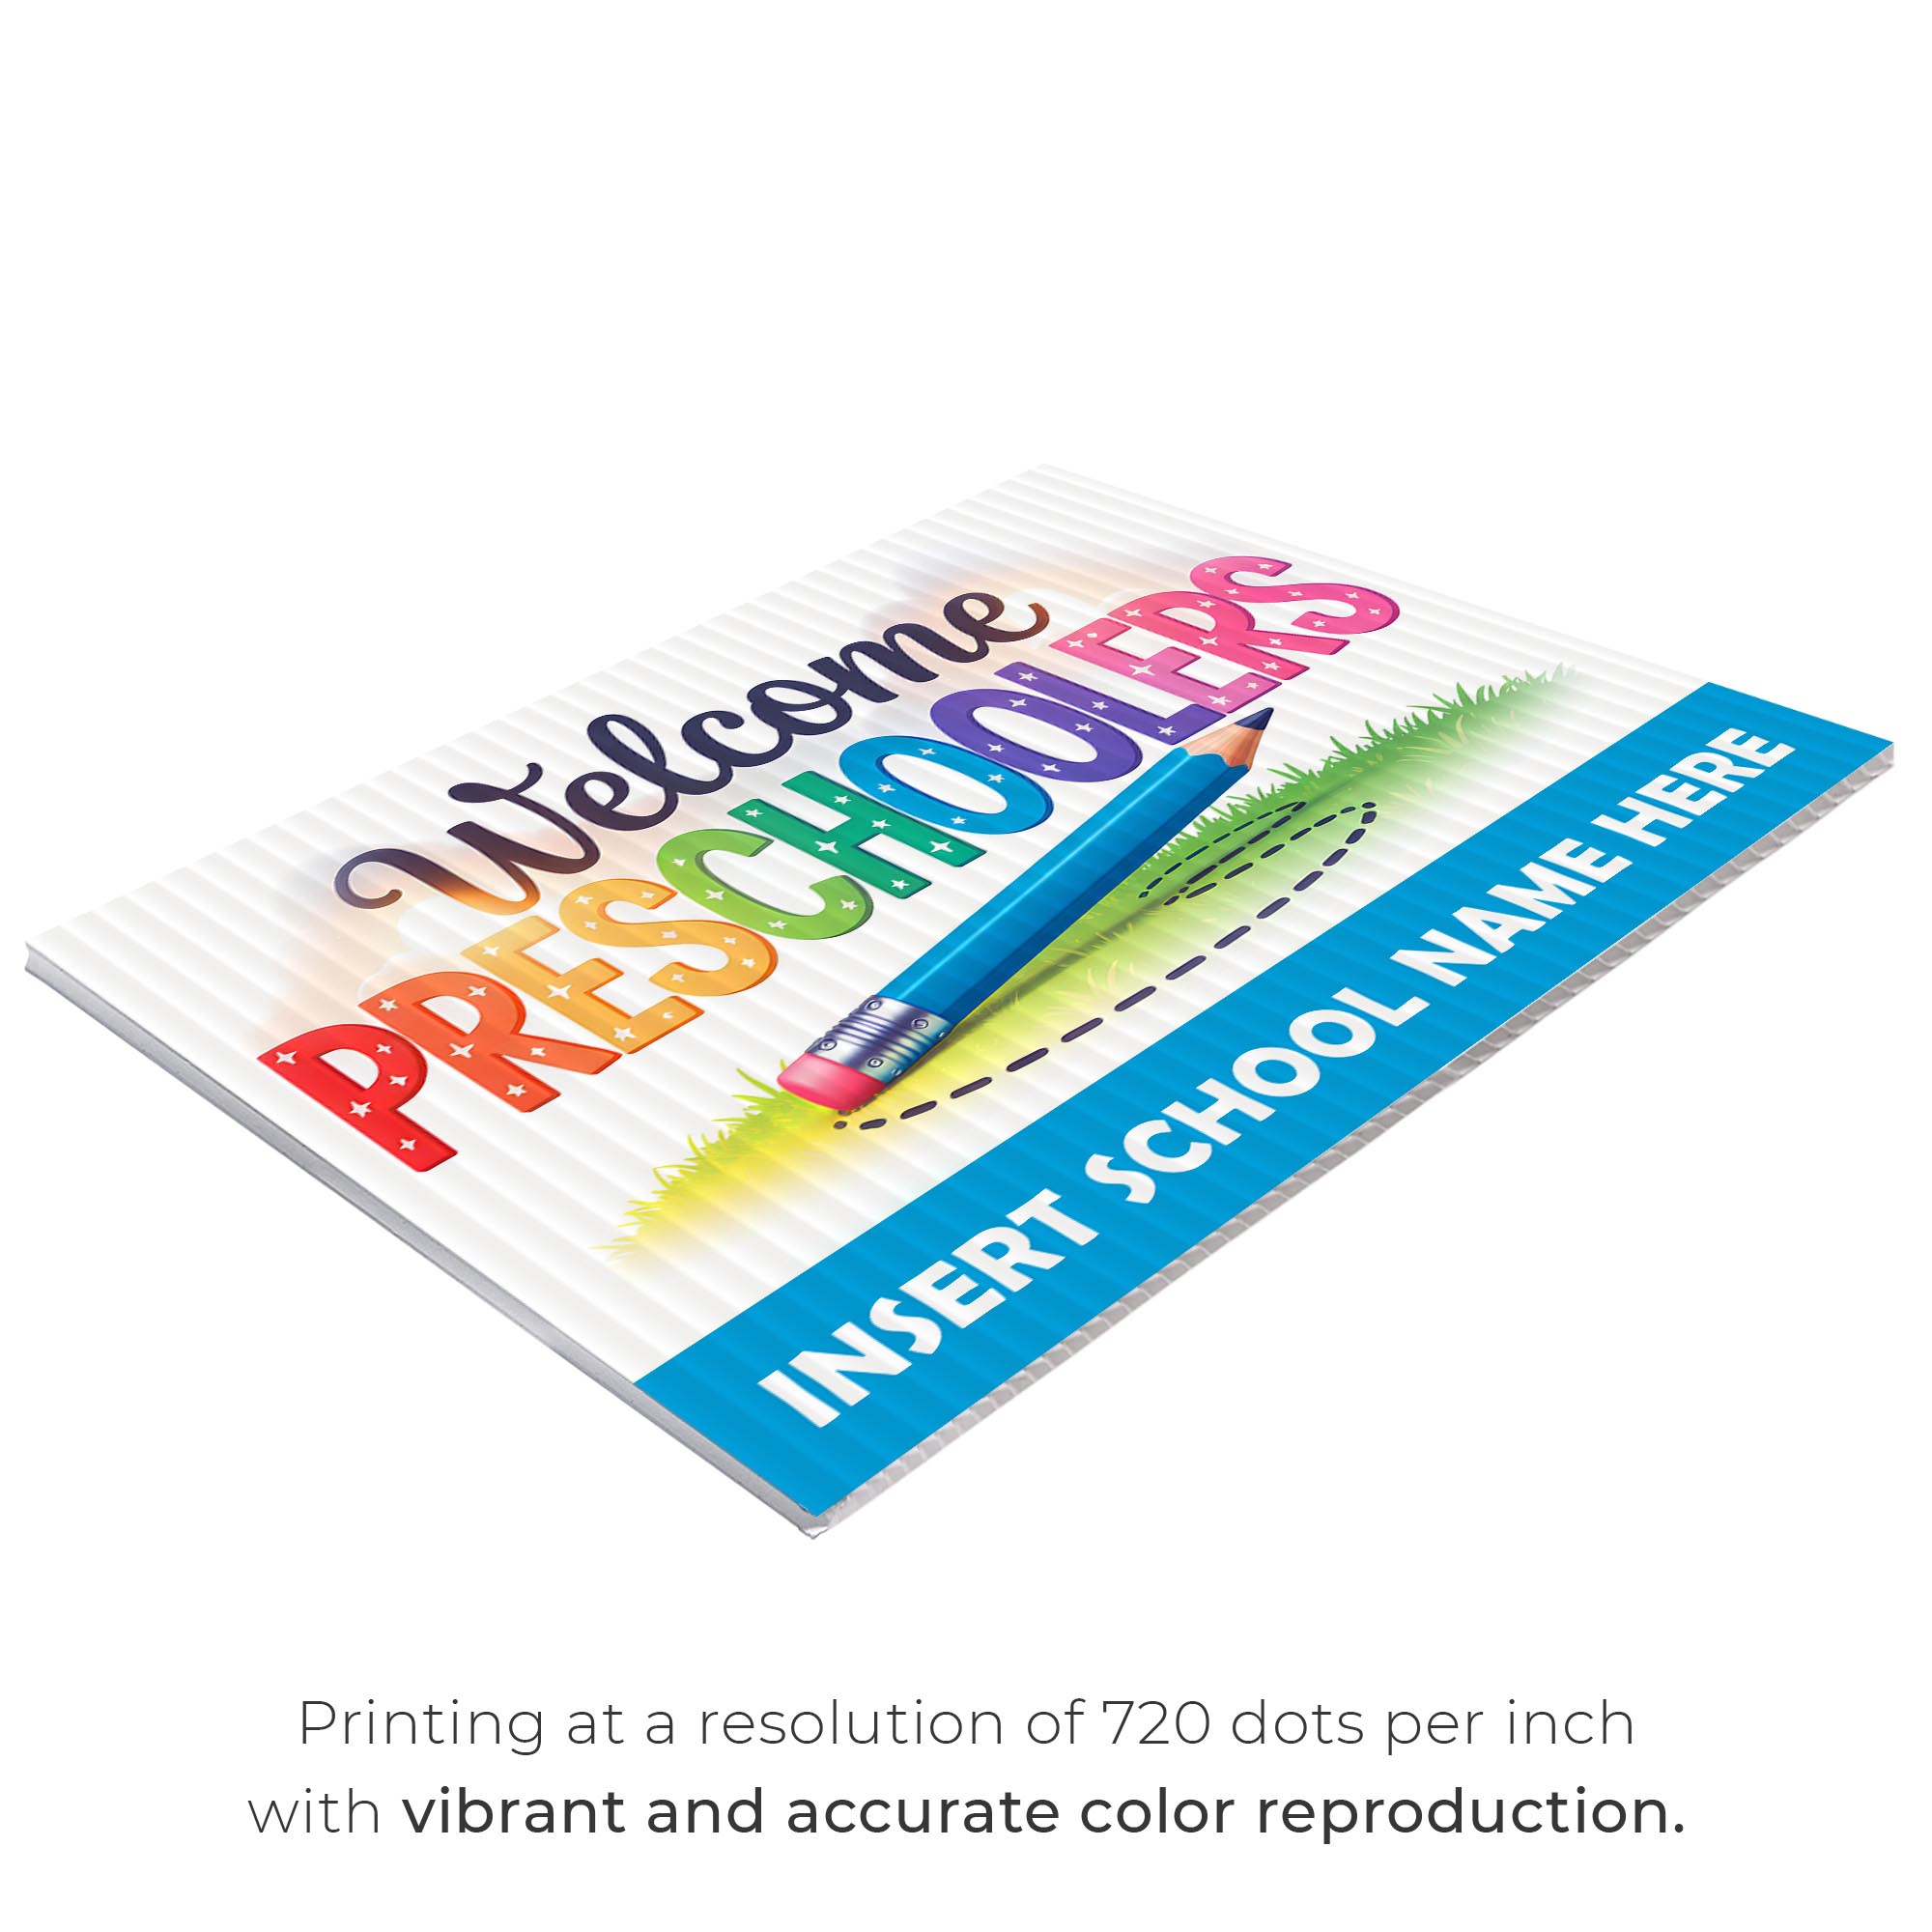 Welcome
PRESCHOOLERS
INSERT SCHOOL NAME HERE
Printing at a resolution of 720 dots per inch
with vibrant and accurate color reproduction.